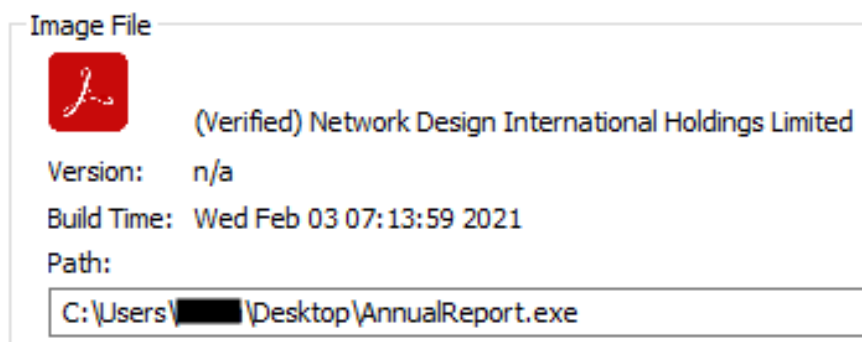 Image File
(Verified) Network Design International Holdings Limited
Version: n/a
Build Time: Wed Feb 03 07:13:59 2021
Path:
C:\Users\ \Desktop\AnnualReport.exe